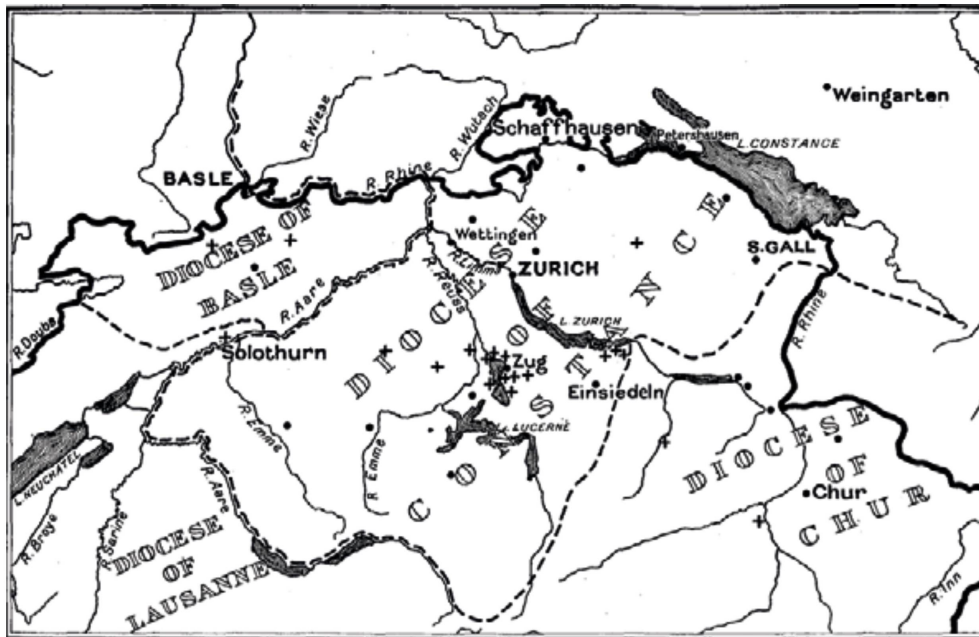 Weingarten
R. Wiese
R. Wutach
Schaffhausen
Petershausen
L. CONSTANCE
BASLE
R. Rhine
DIOCESE OF
BASLE
Wettingen
R. Limmat
ZURICH
S. GALL
R. Aare
R. Reuss
R. Doubs
Solothurn
L. ZURICH
R. Rhine
DIOCESE
OF
CONSTANCE
Zug
Einsiedeln
R. Emme
R. Emme
L. LUCERNE
L. NEUCHATEL
R. Aare
R. Broye
R. Sarine
DIOCESE
OF
LAUSANNE
DIOCESE
OF
CHUR
Chur
R. Inn